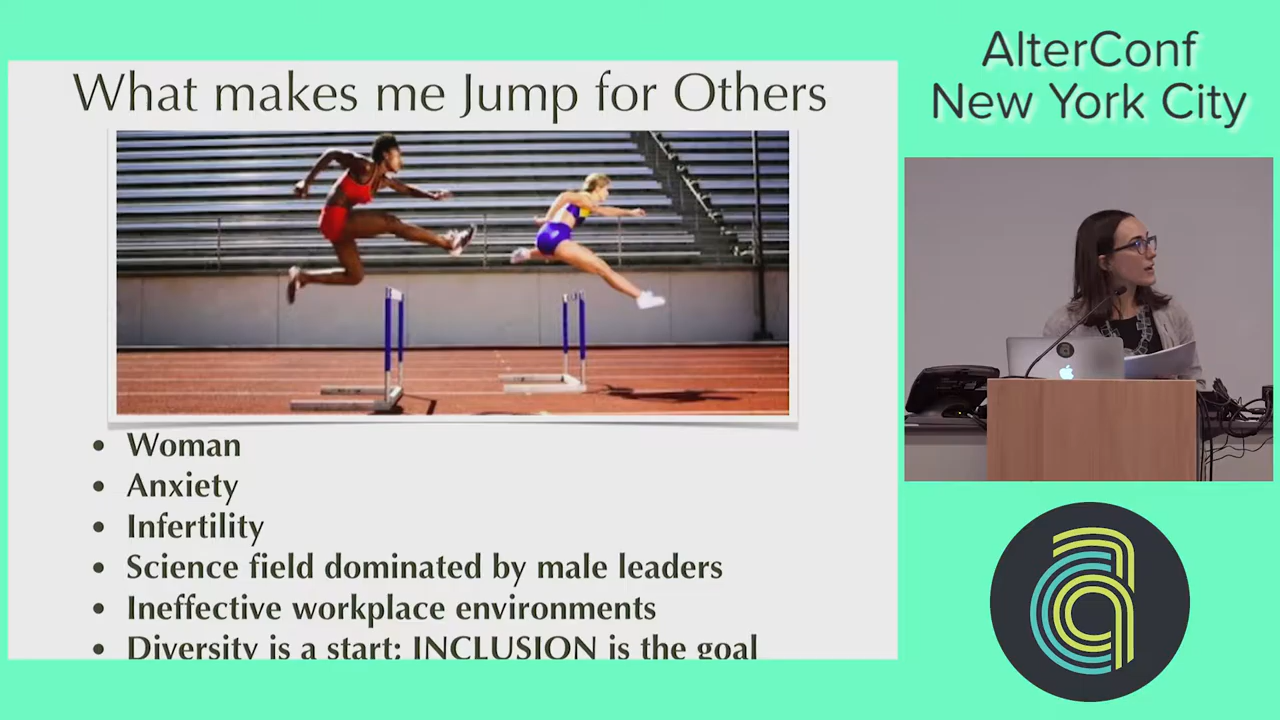 What makes me Jump for Others
• Woman
• Anxiety
• Infertility
• Science field dominated by male leaders
• Ineffective workplace environments
• Diversity is a start: INCLUSION is the goal
AlterConf
New York City